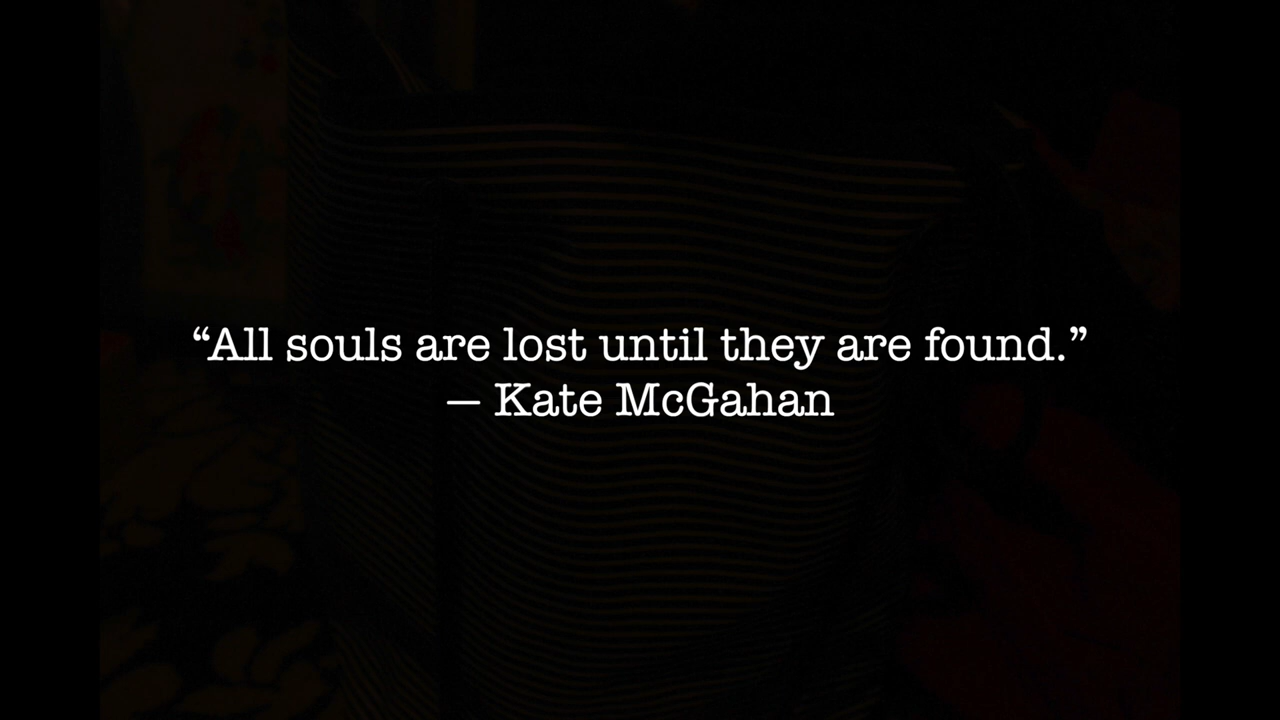 “All souls are lost until they are found.”
— Kate McGahan